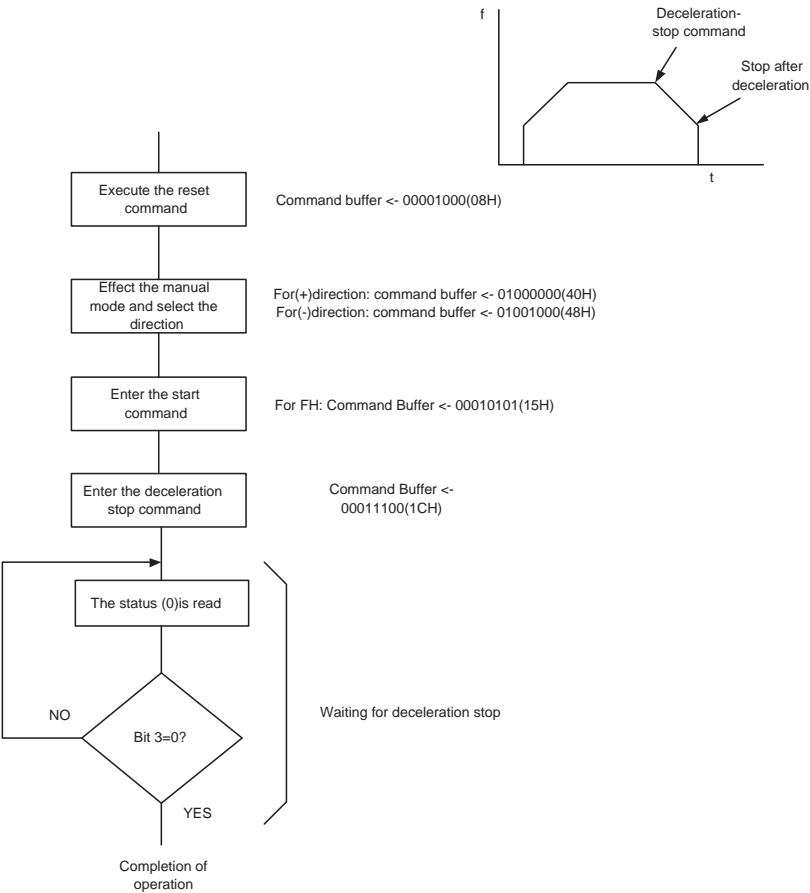 f
Deceleration-
stop command
Stop after
deceleration
t
Execute the reset
command
Command buffer <- 00001000(08H)
Effect the manual
mode and select the
direction
For(+)direction: command buffer <- 01000000(40H)
For(-)direction: command buffer <- 01001000(48H)
Enter the start
command
For FH: Command Buffer <- 00010101(15H)
Enter the deceleration
stop command
Command Buffer <-
00011100(1CH)
The status (0)is read
Waiting for deceleration stop
NO
Bit 3=0?
YES
Completion of
operation